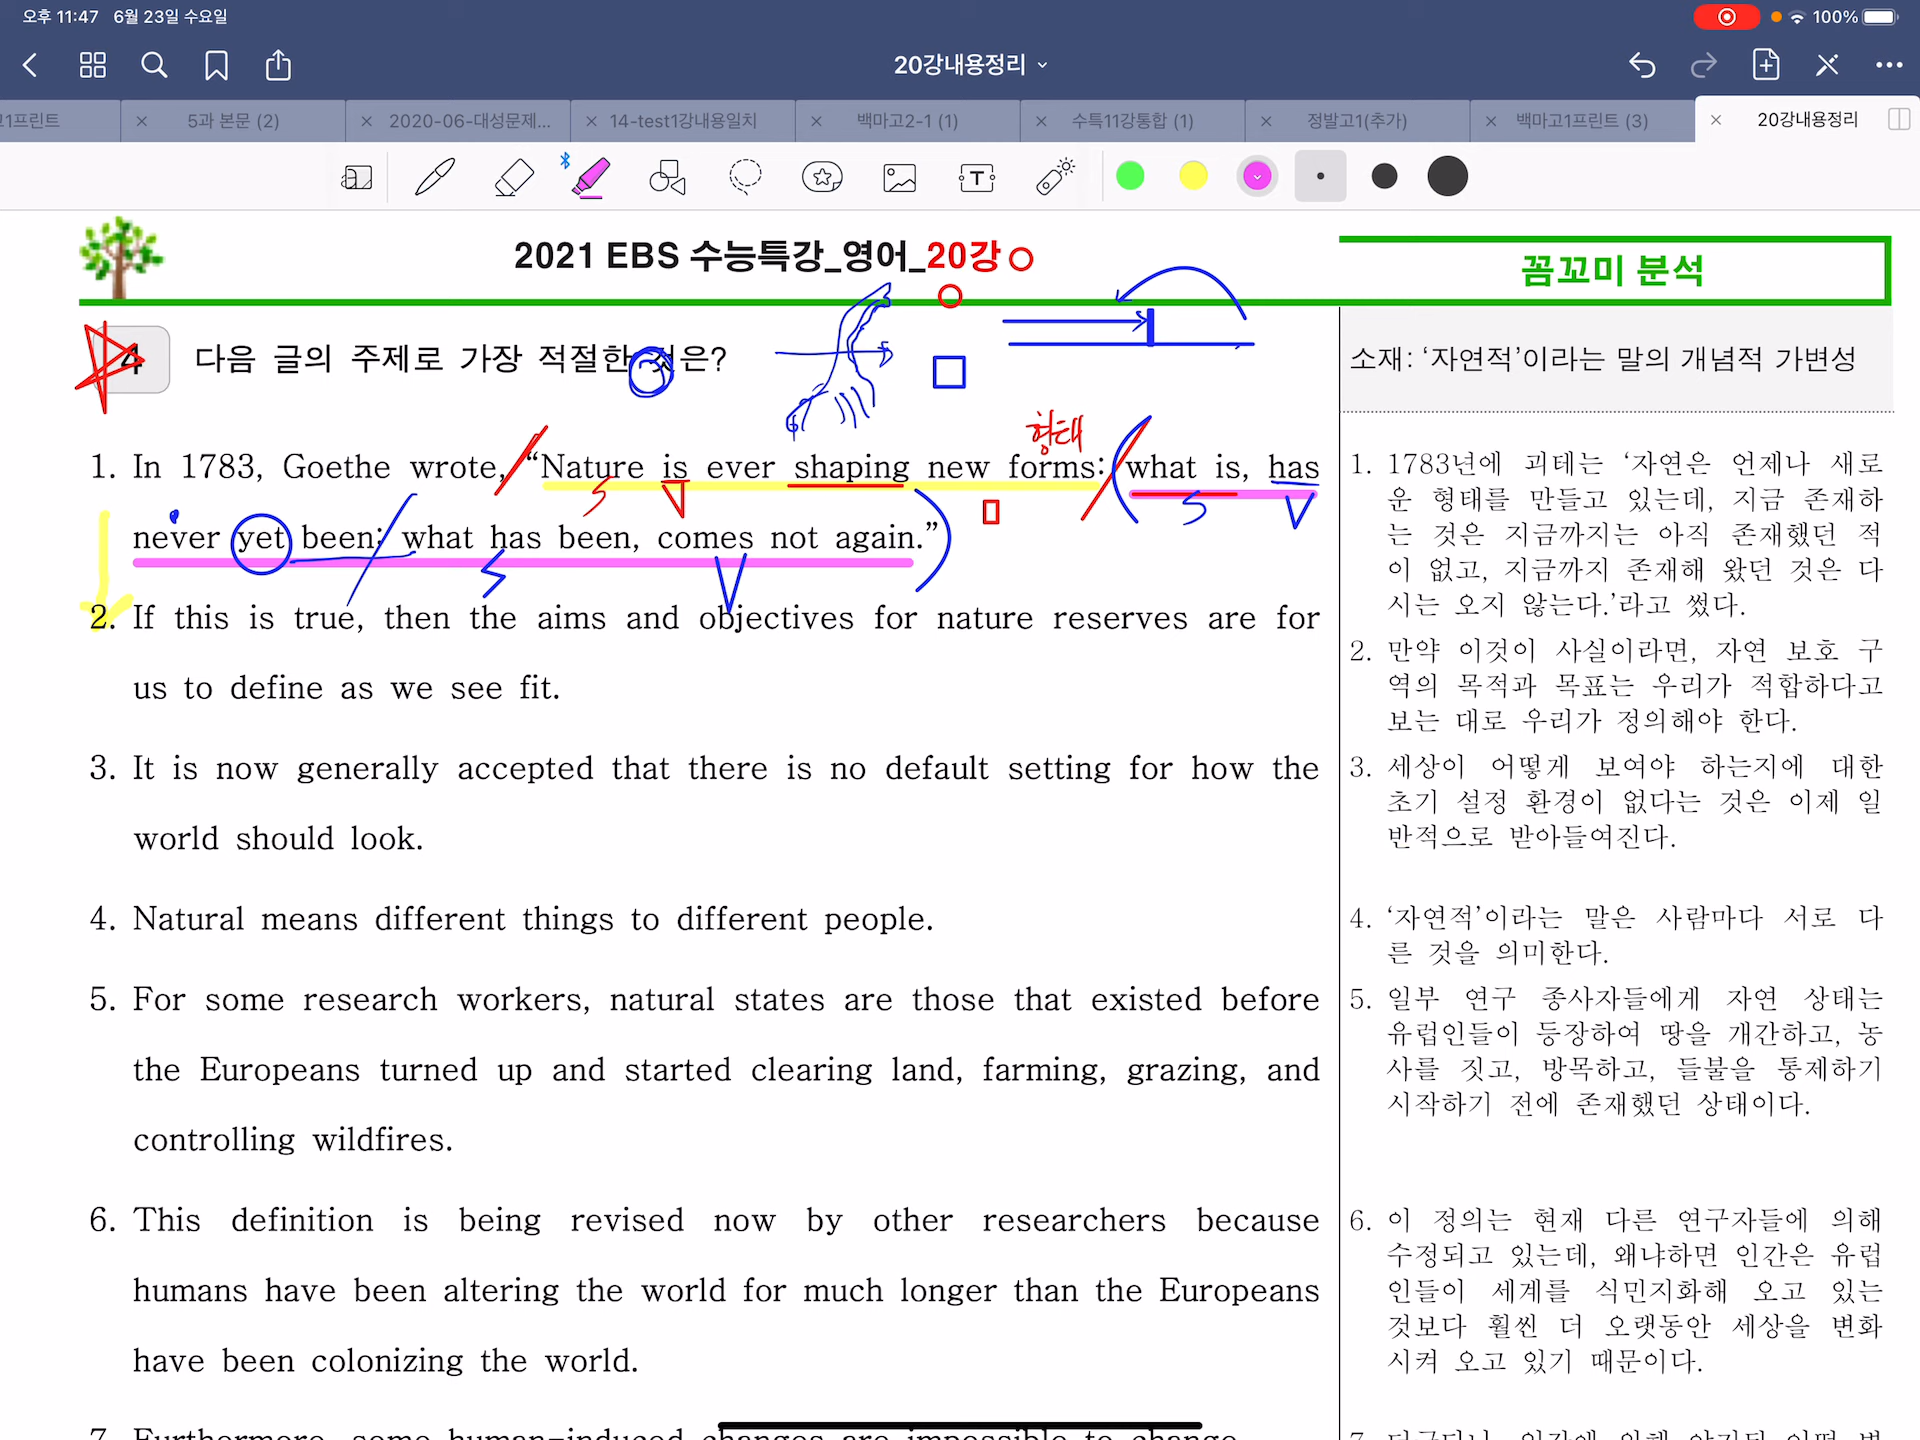 오후 11:47 6월 23일 수요일
100%
20강내용정리
고1프린트
5과 본문 (2)
2020-06-대성문제...
14-test1강내용일치
백마고2-1 (1)
수특11강통합 (1)
정발고1(추가)
백마고1프린트 (3)
20강내용정리
2021 EBS 수능특강_영어_20강
꼼꼬미 분석
4 다음 글의 주제로 가장 적절한 것은?
소재: ‘자연적’이라는 말의 개념적 가변성
형태
1. In 1783, Goethe wrote, “Nature is ever shaping new forms: what is, has
never yet been; what has been, comes not again.”
2. If this is true, then the aims and objectives for nature reserves are for
us to define as we see fit.
3. It is now generally accepted that there is no default setting for how the
world should look.
4. Natural means different things to different people.
5. For some research workers, natural states are those that existed before
the Europeans turned up and started clearing land, farming, grazing, and
controlling wildfires.
6. This definition is being revised now by other researchers because
humans have been altering the world for much longer than the Europeans
have been colonizing the world.
7. Furthermore, some human-induced changes are impossible to change
1. 1783년에 괴테는 ‘자연은 언제나 새로
운 형태를 만들고 있는데, 지금 존재하
는 것은 지금까지는 아직 존재했던 적
이 없고, 지금까지 존재해 왔던 것은 다
시는 오지 않는다.’라고 썼다.
2. 만약 이것이 사실이라면, 자연 보호 구
역의 목적과 목표는 우리가 적합하다고
보는 대로 우리가 정의해야 한다.
3. 세상이 어떻게 보여야 하는지에 대한
초기 설정 환경이 없다는 것은 이제 일
반적으로 받아들여진다.
4. ‘자연적’이라는 말은 사람마다 서로 다
른 것을 의미한다.
5. 일부 연구 종사자들에게 자연 상태는
유럽인들이 등장하여 땅을 개간하고, 농
사를 짓고, 방목하고, 들불을 통제하기
시작하기 전에 존재했던 상태이다.
6. 이 정의는 현재 다른 연구자들에 의해
수정되고 있는데, 왜냐하면 인간은 유럽
인들이 세계를 식민지화해 오고 있는
것보다 훨씬 더 오랫동안 세상을 변화
시켜 오고 있기 때문이다.